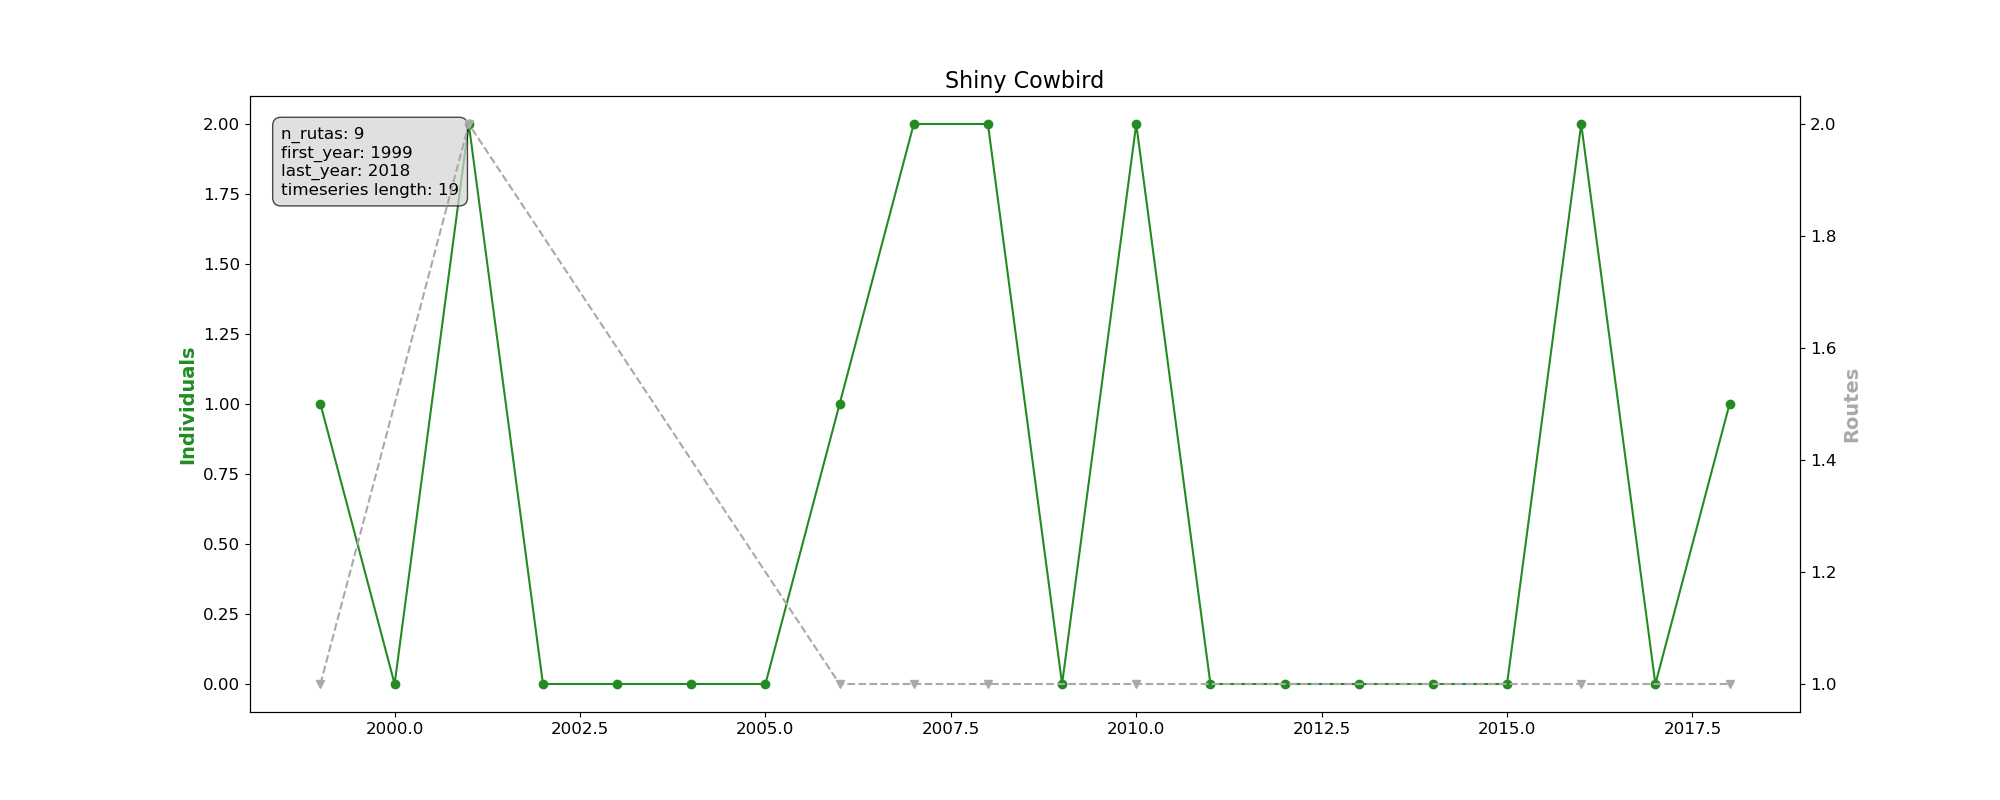 Shiny Cowbird
n_rutas: 9
first_year: 1999
last_year: 2018
timeseries length: 19
2.00
1.75
1.50
1.25
1.00
0.75
0.50
0.25
0.00
Individuals
2.0
1.8
1.6
1.4
1.2
1.0
Routes
2000.0 2002.5 2005.0 2007.5 2010.0 2012.5 2015.0 2017.5